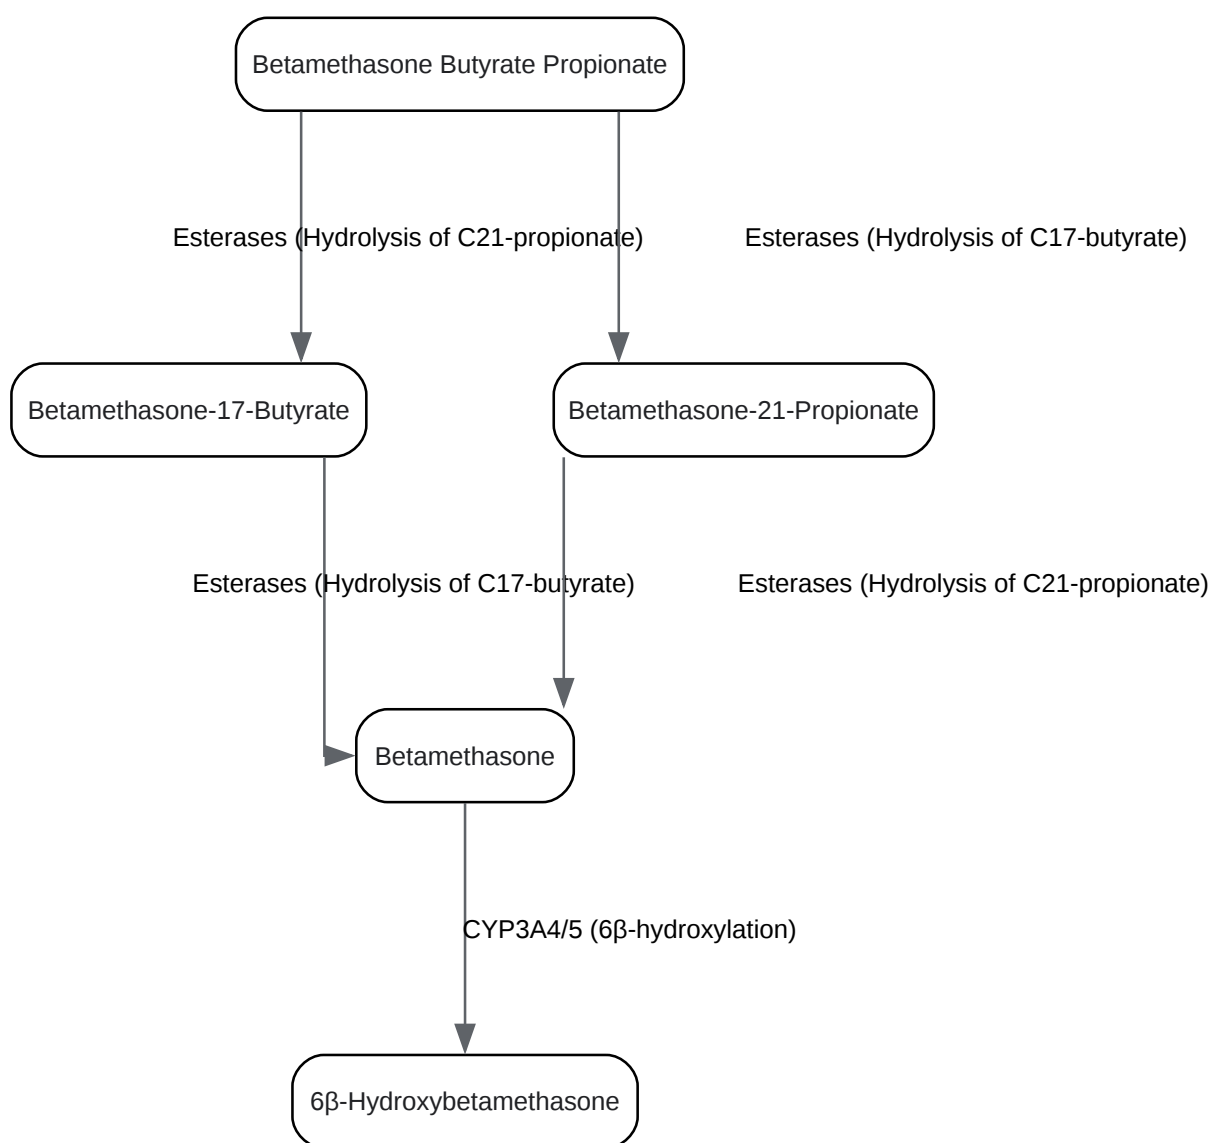 Betamethasone Butyrate Propionate
Esterases (Hydrolysis of C21-propionate)
Esterases (Hydrolysis of C17-butyrate)
Betamethasone-17-Butyrate
Betamethasone-21-Propionate
Esterases (Hydrolysis of C17-butyrate)
Esterases (Hydrolysis of C21-propionate)
Betamethasone
CYP3A4/5 (6β-hydroxylation)
6β-Hydroxybetamethasone